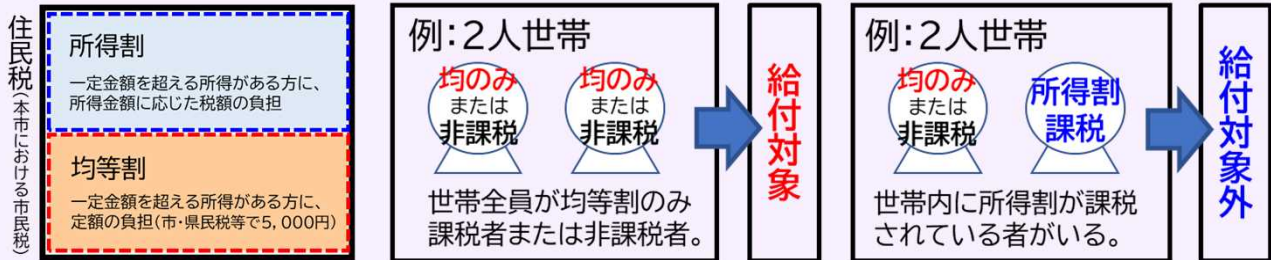 住民税(本市における市民税)
所得割
一定金額を超える所得がある方に、
所得金額に応じた税額の負担
均等割
一定金額を超える所得がある方に、
定額の負担(市・県民税等で5,000円)
例:2人世帯
均のみ
または
非課税
均のみ
または
非課税
世帯全員が均等割のみ
課税者または非課税者。
給付対象
例:2人世帯
均のみ
または
非課税
所得割
課税
世帯内に所得割が課税
されている者がいる。
給付対象外